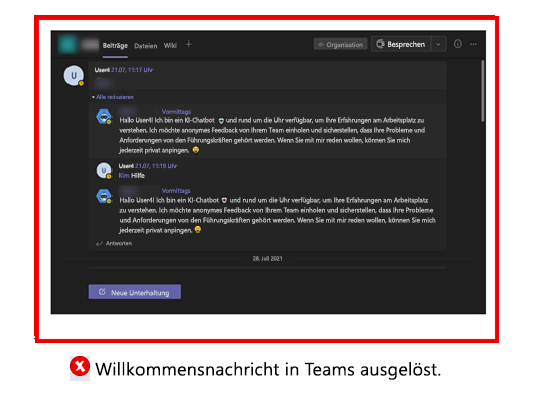 Beiträge Dateien Wiki +
Organisation
Besprechen
U
User4 21.07, 11:17 Uhr
Alle reduzieren
Vormittags
Hallo User4! Ich bin ein KI-Chatbot und rund um die Uhr verfügbar, um Ihre Erfahrungen am Arbeitsplatz zu
verstehen. Ich möchte anonymes Feedback von Ihrem Team einholen und sicherstellen, dass Ihre Probleme und
Anforderungen von den Führungskräften gehört werden. Wenn Sie mit mir reden wollen, können Sie mich
jederzeit privat anpingen.
U
User4 21.07, 11:19 Uhr
Kim Hilfe
Vormittags
Hallo User4! Ich bin ein KI-Chatbot und rund um die Uhr verfügbar, um Ihre Erfahrungen am Arbeitsplatz
zu verstehen. Ich möchte anonymes Feedback von Ihrem Team einholen und sicherstellen, dass Ihre Probleme
und Anforderungen von den Führungskräften gehört werden. Wenn Sie mit mir reden wollen, können Sie mich
jederzeit privat anpingen.
Antworten
28. Juli 2021
Neue Unterhaltung
Willkommensnachricht in Teams ausgelöst.